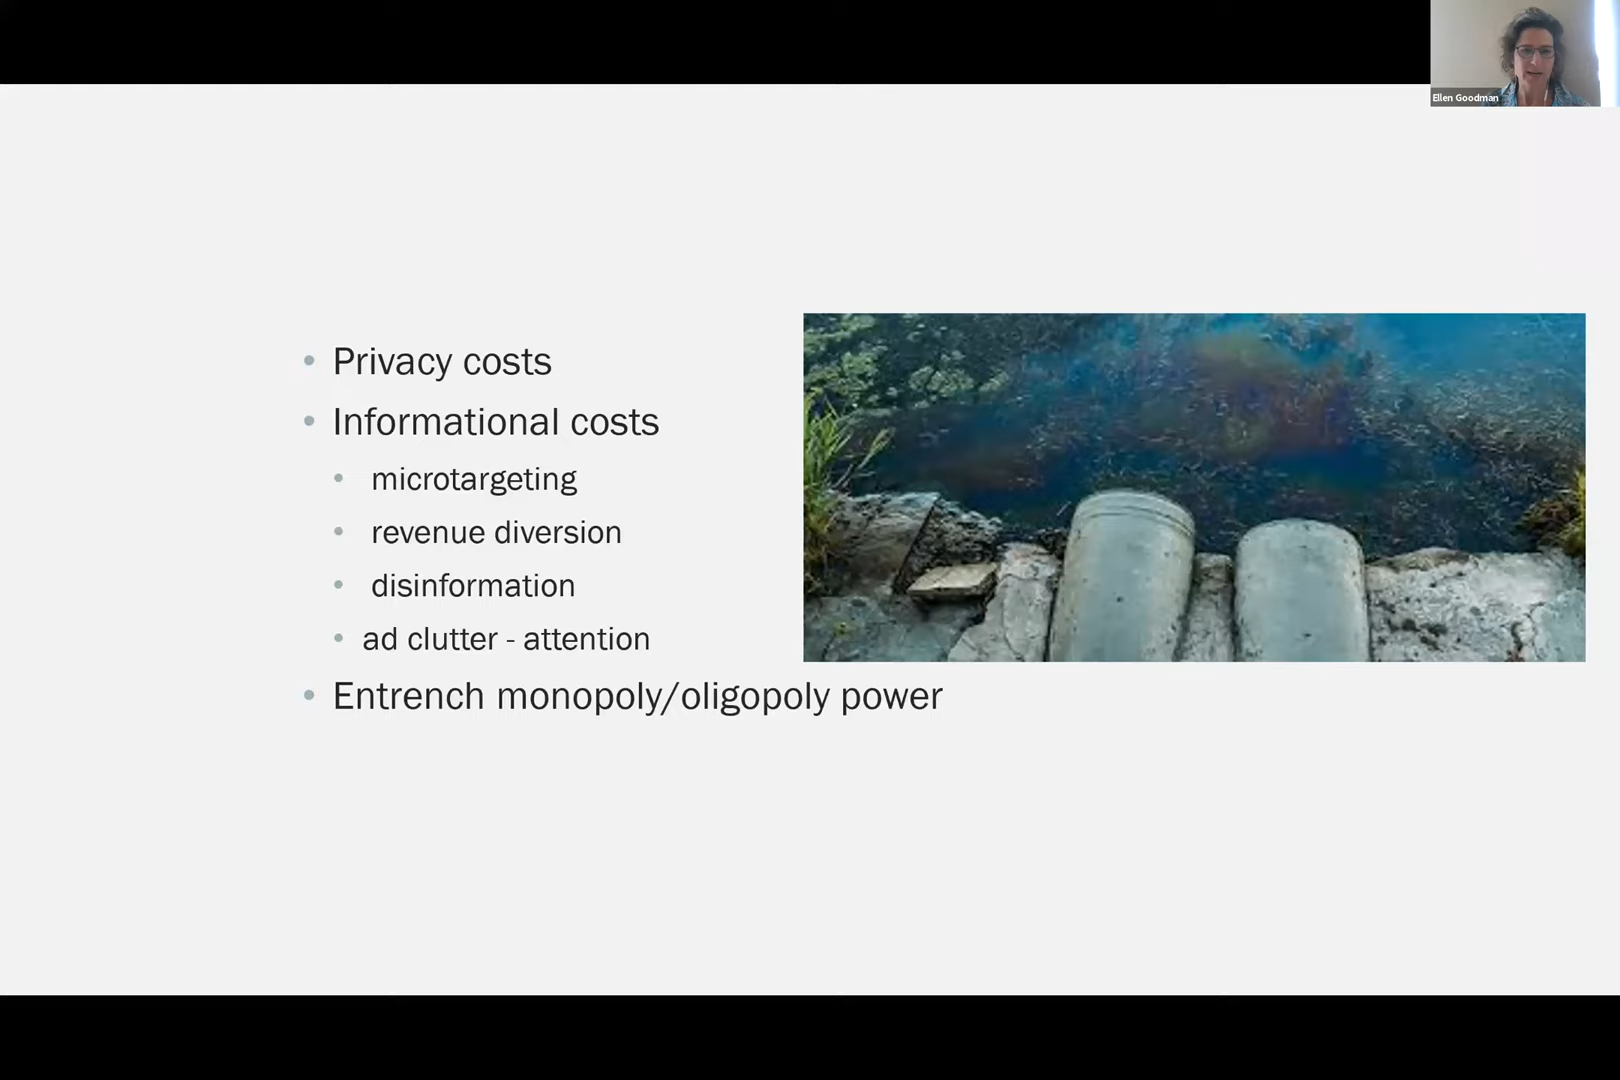 Ellen Goodman
Privacy costs
Informational costs
microtargeting
revenue diversion
disinformation
ad clutter - attention
Entrench monopoly/oligopoly power